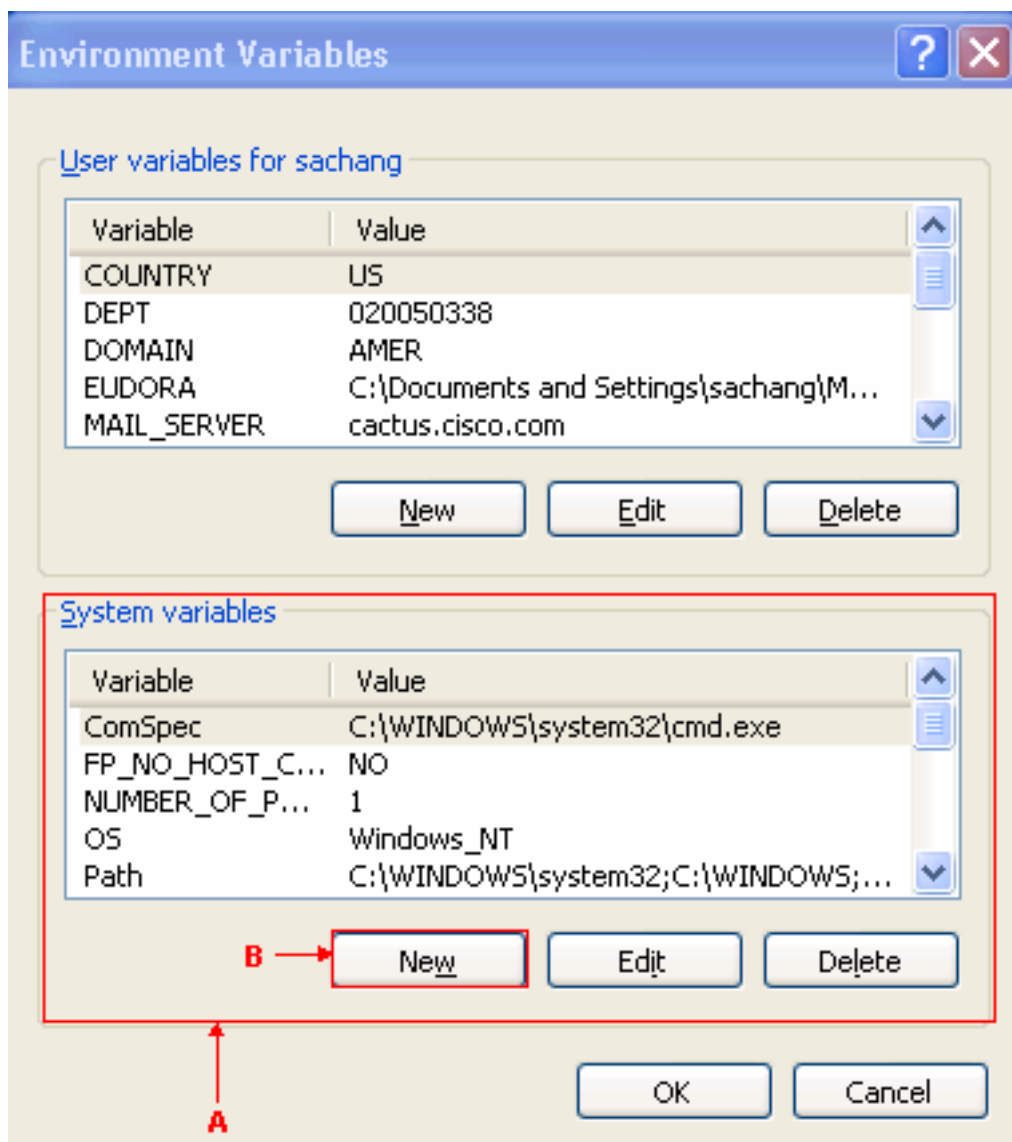 Environment Variables
User variables for sachang
Variable Value
COUNTRY US
DEPT 020050338
DOMAIN AMER
EUDORA C:\Documents and Settings\sachang\M...
MAIL_SERVER cactus.cisco.com
New Edit Delete
System variables
Variable Value
ComSpec C:\WINDOWS\system32\cmd.exe
FP_NO_HOST_C... NO
NUMBER_OF_P... 1
OS Windows_NT
Path C:\WINDOWS\system32;C:\WINDOWS;...
B New Edit Delete
OK Cancel
A